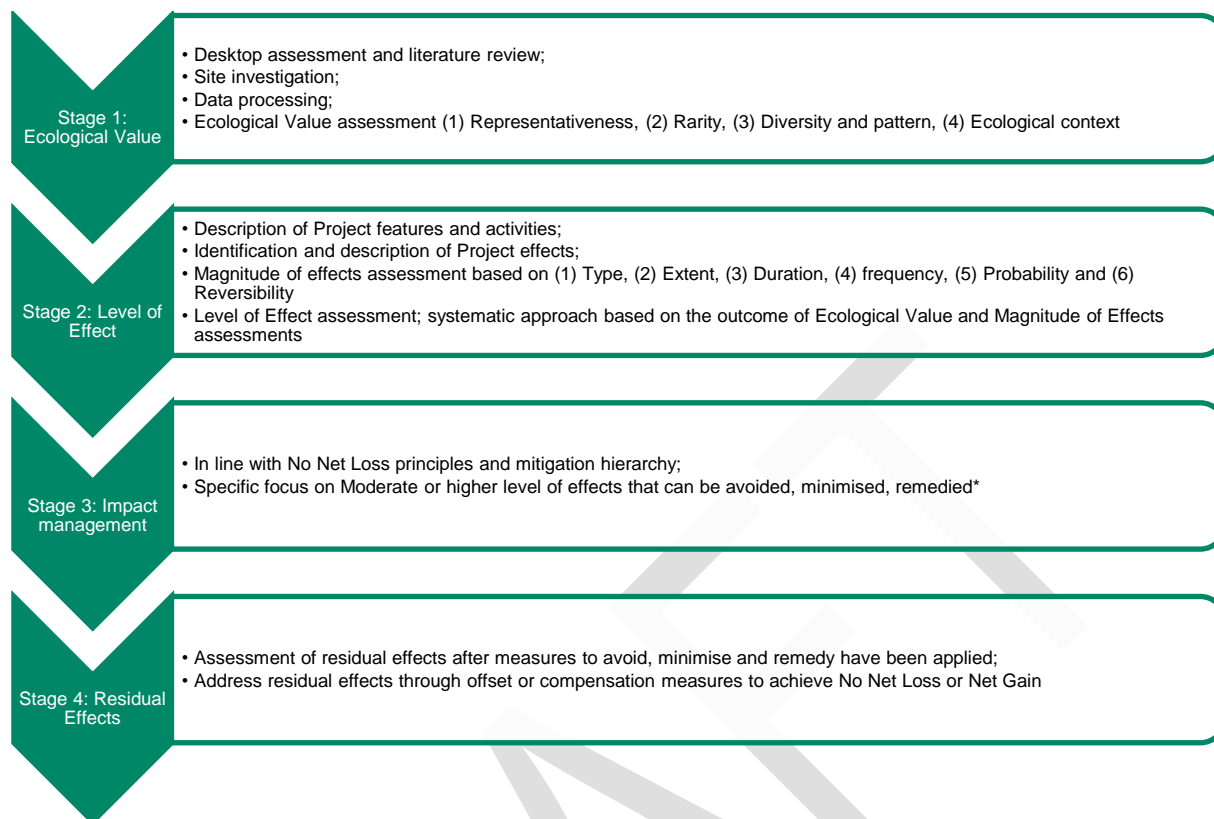 Stage 1:
Ecological Value
• Desktop assessment and literature review;
• Site investigation;
• Data processing;
• Ecological Value assessment (1) Representativeness, (2) Rarity, (3) Diversity and pattern, (4) Ecological context
Stage 2: Level of
Effect
• Description of Project features and activities;
• Identification and description of Project effects;
• Magnitude of effects assessment based on (1) Type, (2) Extent, (3) Duration, (4) frequency, (5) Probability and (6)
Reversibility
• Level of Effect assessment; systematic approach based on the outcome of Ecological Value and Magnitude of Effects
assessments
Stage 3: Impact
management
• In line with No Net Loss principles and mitigation hierarchy;
• Specific focus on Moderate or higher level of effects that can be avoided, minimised, remedied*
Stage 4: Residual
Effects
• Assessment of residual effects after measures to avoid, minimise and remedy have been applied;
• Address residual effects through offset or compensation measures to achieve No Net Loss or Net Gain